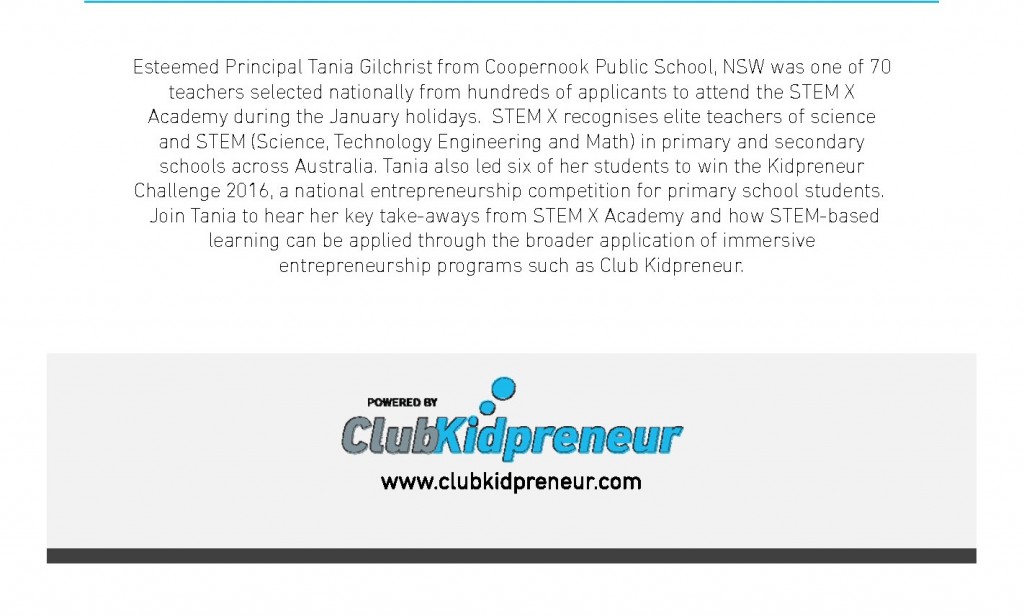 Esteemed Principal Tania Gilchrist from Coopernook Public School, NSW was one of 70
teachers selected nationally from hundreds of applicants to attend the STEM X
Academy during the January holidays.  STEM X recognises elite teachers of science
and STEM (Science, Technology Engineering and Math) in primary and secondary
schools across Australia. Tania also led six of her students to win the Kidpreneur
Challenge 2016, a national entrepreneurship competition for primary school students.
Join Tania to hear her key take-aways from STEM X Academy and how STEM-based
learning can be applied through the broader application of immersive
entrepreneurship programs such as Club Kidpreneur.
POWERED BY
ClubKidpreneur
www.clubkidpreneur.com